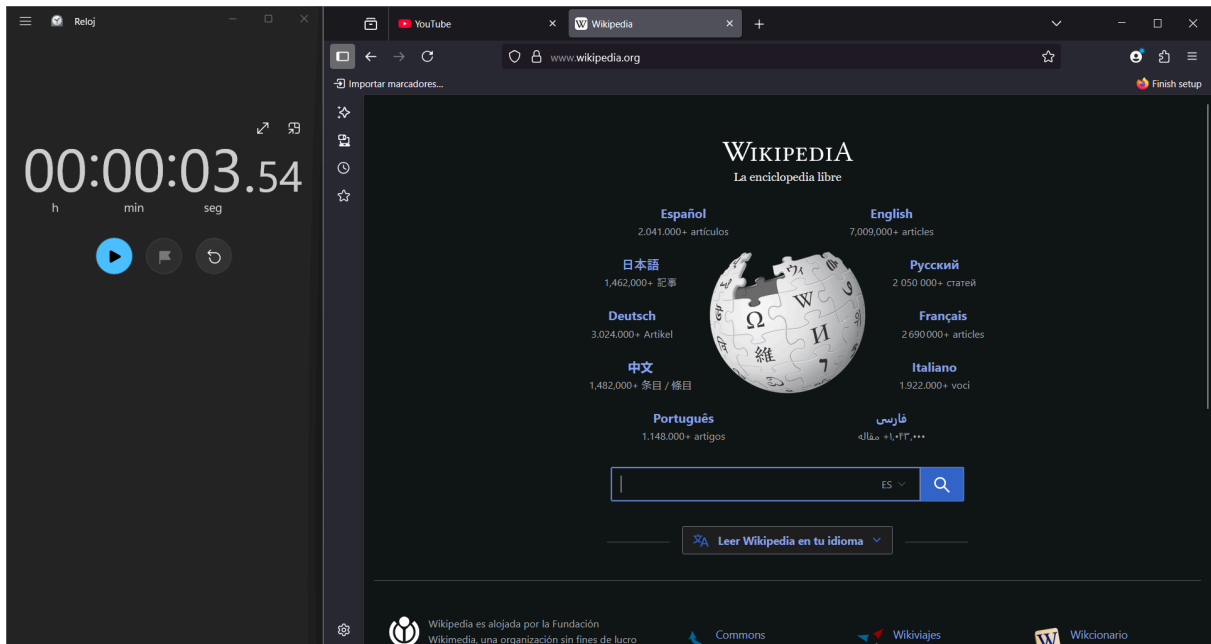 Reloj
00:00:03.54
h min seg
YouTube
Wikipedia
www.wikipedia.org
Importar marcadores...
Finish setup
WIKIPEDIA
La enciclopedia libre
Español
2.041.000+ artículos
English
7,009,000+ articles
日本語
1,462,000+ 記事
Русский
2 050 000+ статей
Deutsch
3.024.000+ Artikel
Français
2 690 000+ articles
中文
1,482,000+ 条目 / 條目
Italiano
1.922.000+ voci
Português
1.148.000+ artigos
فارسی
۱٬۰۴۳٬۰۰۰+ مقاله
ES
Leer Wikipedia en tu idioma
Wikipedia es alojada por la Fundación
Wikimedia, una organización sin fines de lucro
Commons
Wikiviajes
Wikcionario